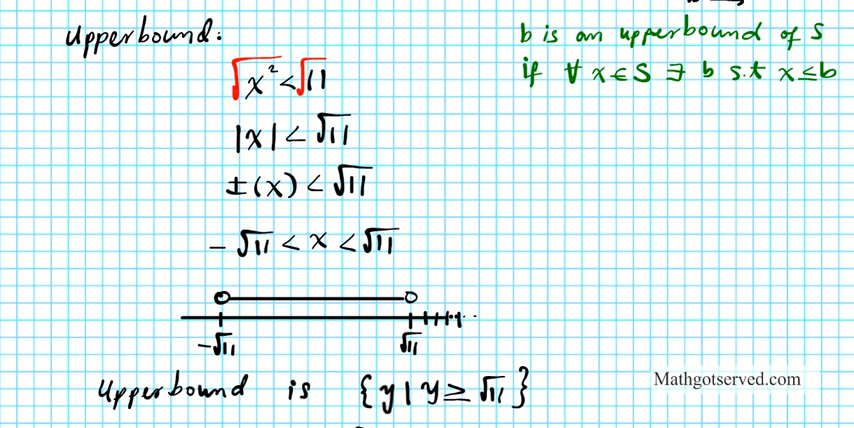 Upperbound:
b is an upperbound of S
if ∀ x ∈ S ∃ b s.t x ≤ b
√x² < √11
|x| < √11
±(x) < √11
-√11 < x < √11
-√11 √11
Upperbound is {y | y ≥ √11}
Mathgotserved.com